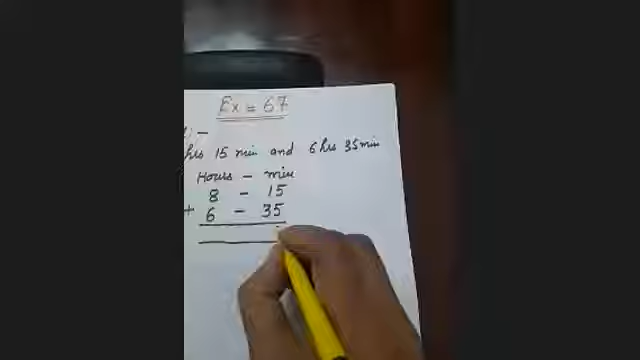 Ex = 67
hrs 15 min and 6 hrs 35 min
Hours - min
8 - 15
+ 6 - 35